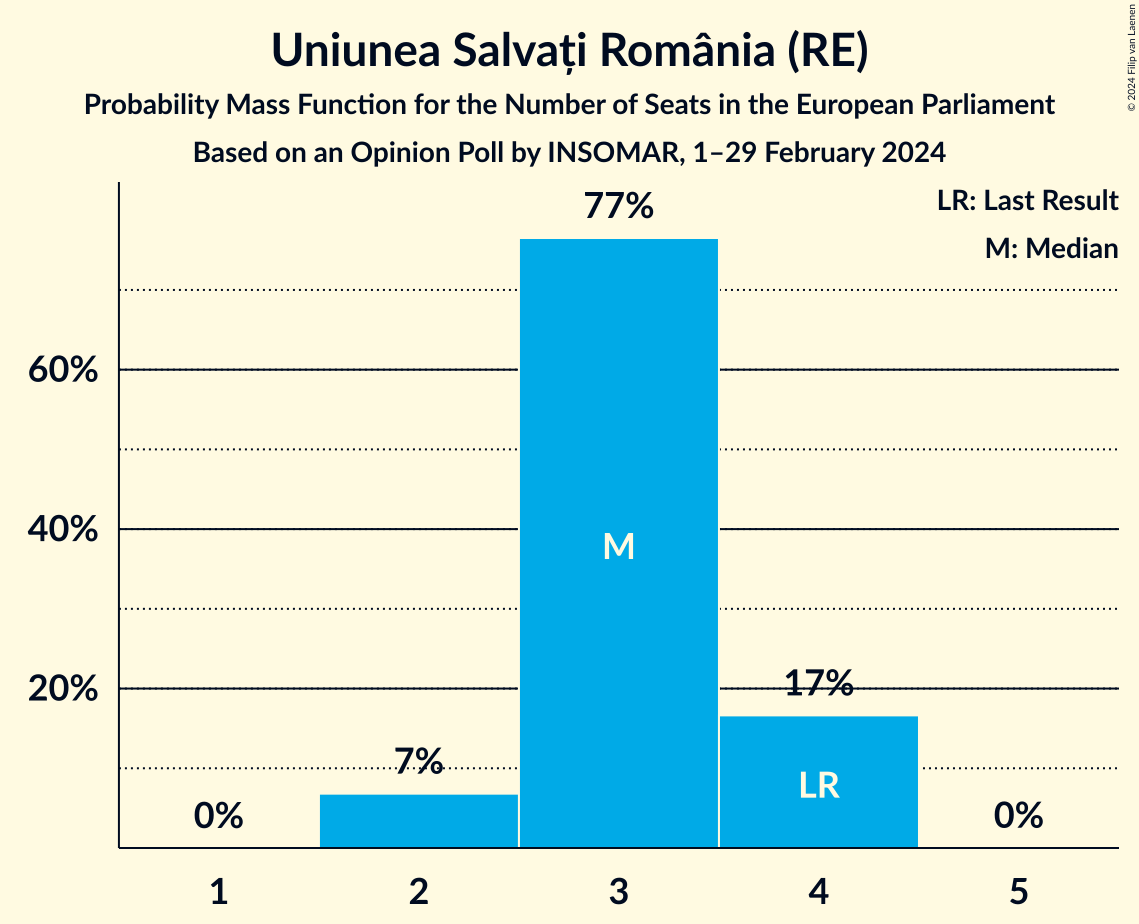 Uniunea Salvați România (RE)
Probability Mass Function for the Number of Seats in the European Parliament
Based on an Opinion Poll by INSOMAR, 1–29 February 2024
© 2024 Filip van Laenen
LR: Last Result
M: Median
77%
60%
40%
M
20%
17%
7%
LR
0%
0%
1 2 3 4 5